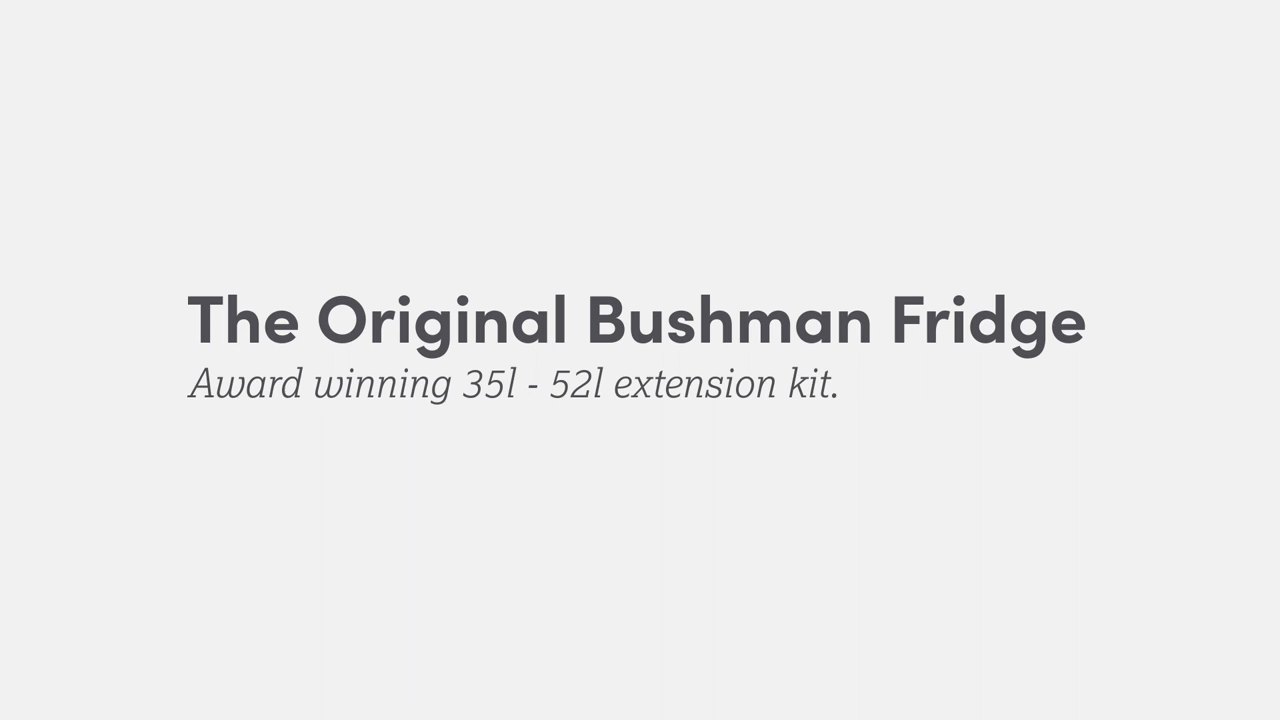 The Original Bushman Fridge
Award winning 35l - 52l extension kit.